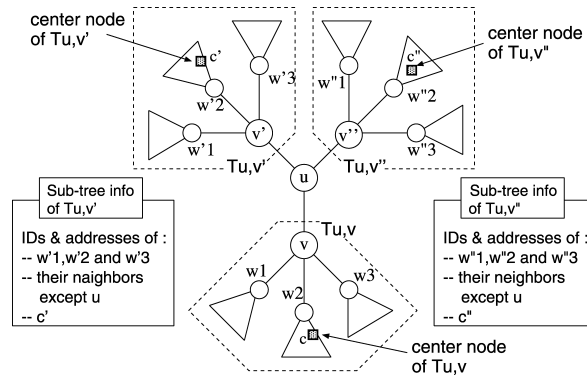 center node
of Tu,v'
center node
of Tu,v"
c'
w'2
w'3
w'1
v'
Tu,v'
c"
w"1
w"2
w"3
v''
Tu,v''
u
Sub-tree info
of Tu,v'
IDs & addresses of :
-- w'1,w'2 and w'3
-- their naighbors
except u
-- c'
Tu,v
v
w1
w2
w3
c
center node
of Tu,v
Sub-tree info
of Tu,v"
IDs & addresses of :
-- w"1,w"2 and w"3
-- their neighbors
except u
-- c"